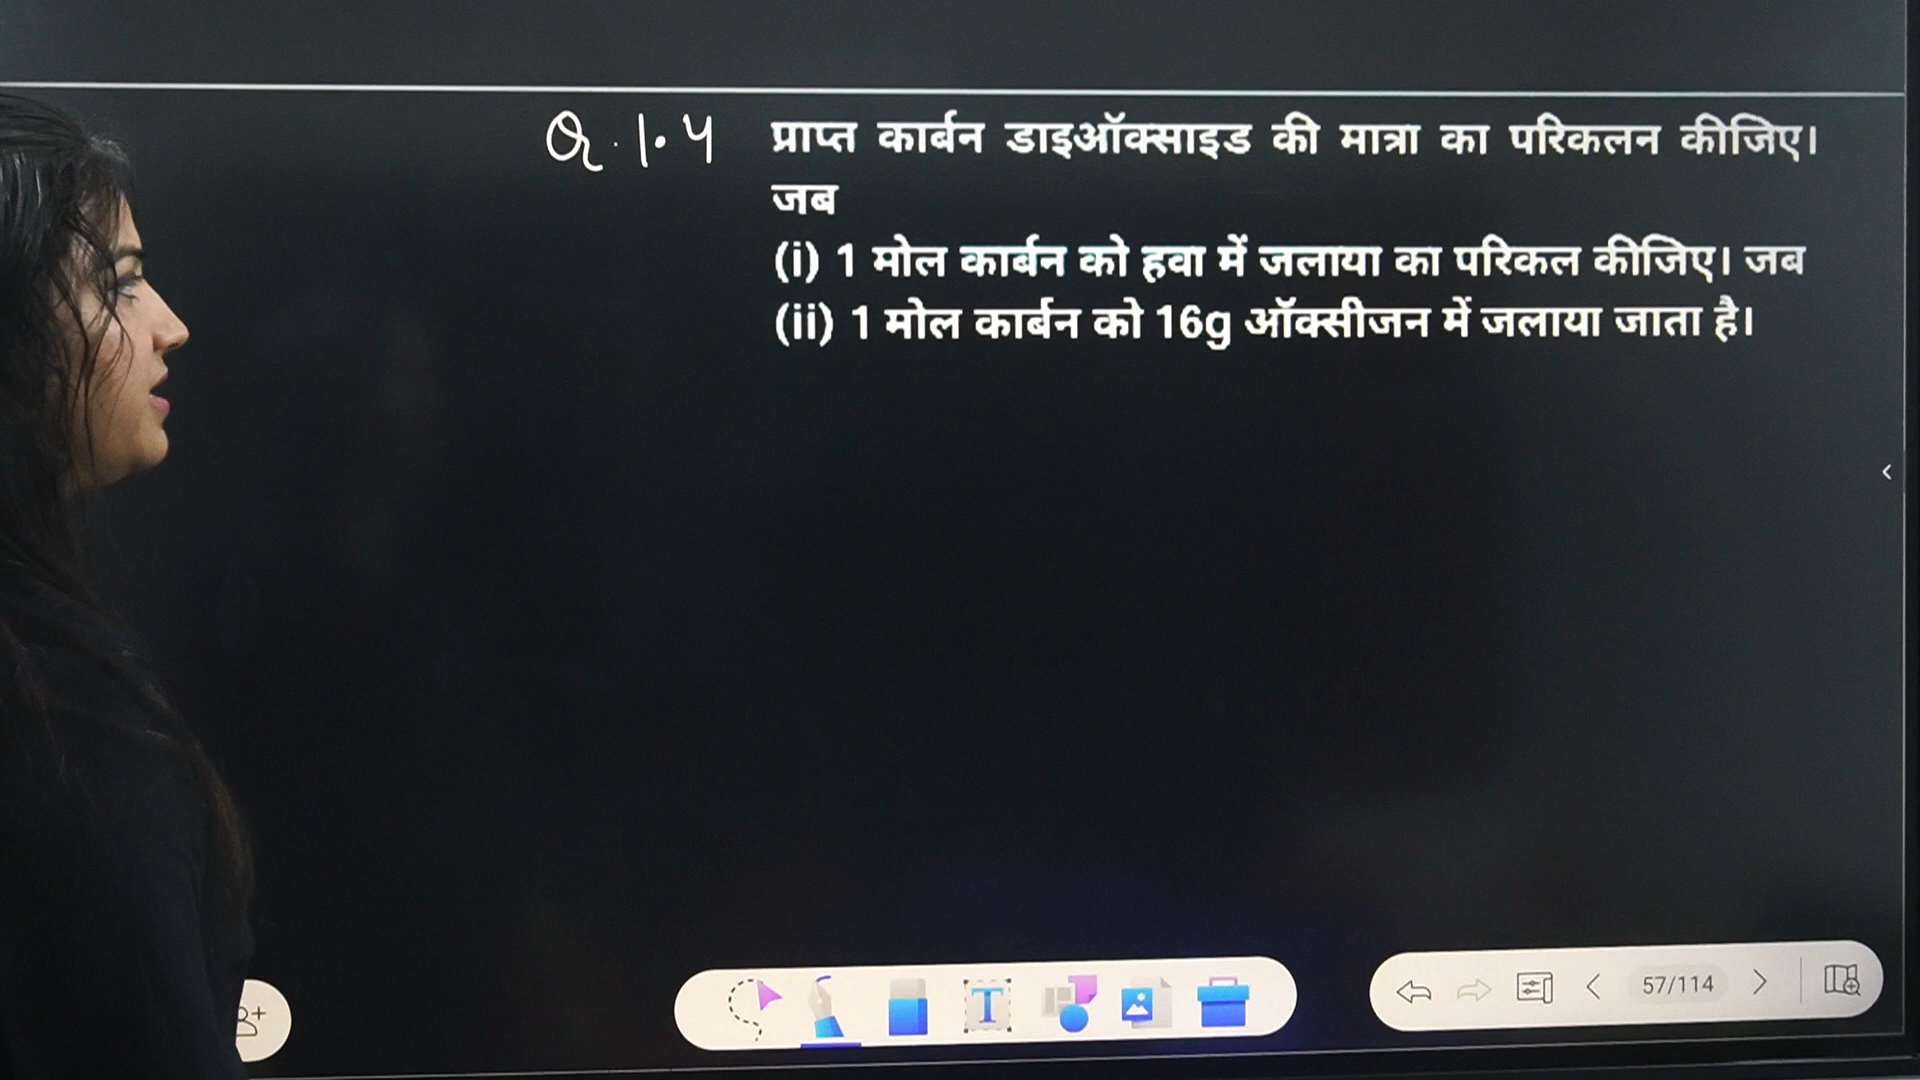 Q. 1.4 प्राप्त कार्बन डाइऑक्साइड की मात्रा का परिकलन कीजिए।
जब
(i) 1 मोल कार्बन को हवा में जलाया का परिकल कीजिए। जब
(ii) 1 मोल कार्बन को 16g ऑक्सीजन में जलाया जाता है।
T
57/114